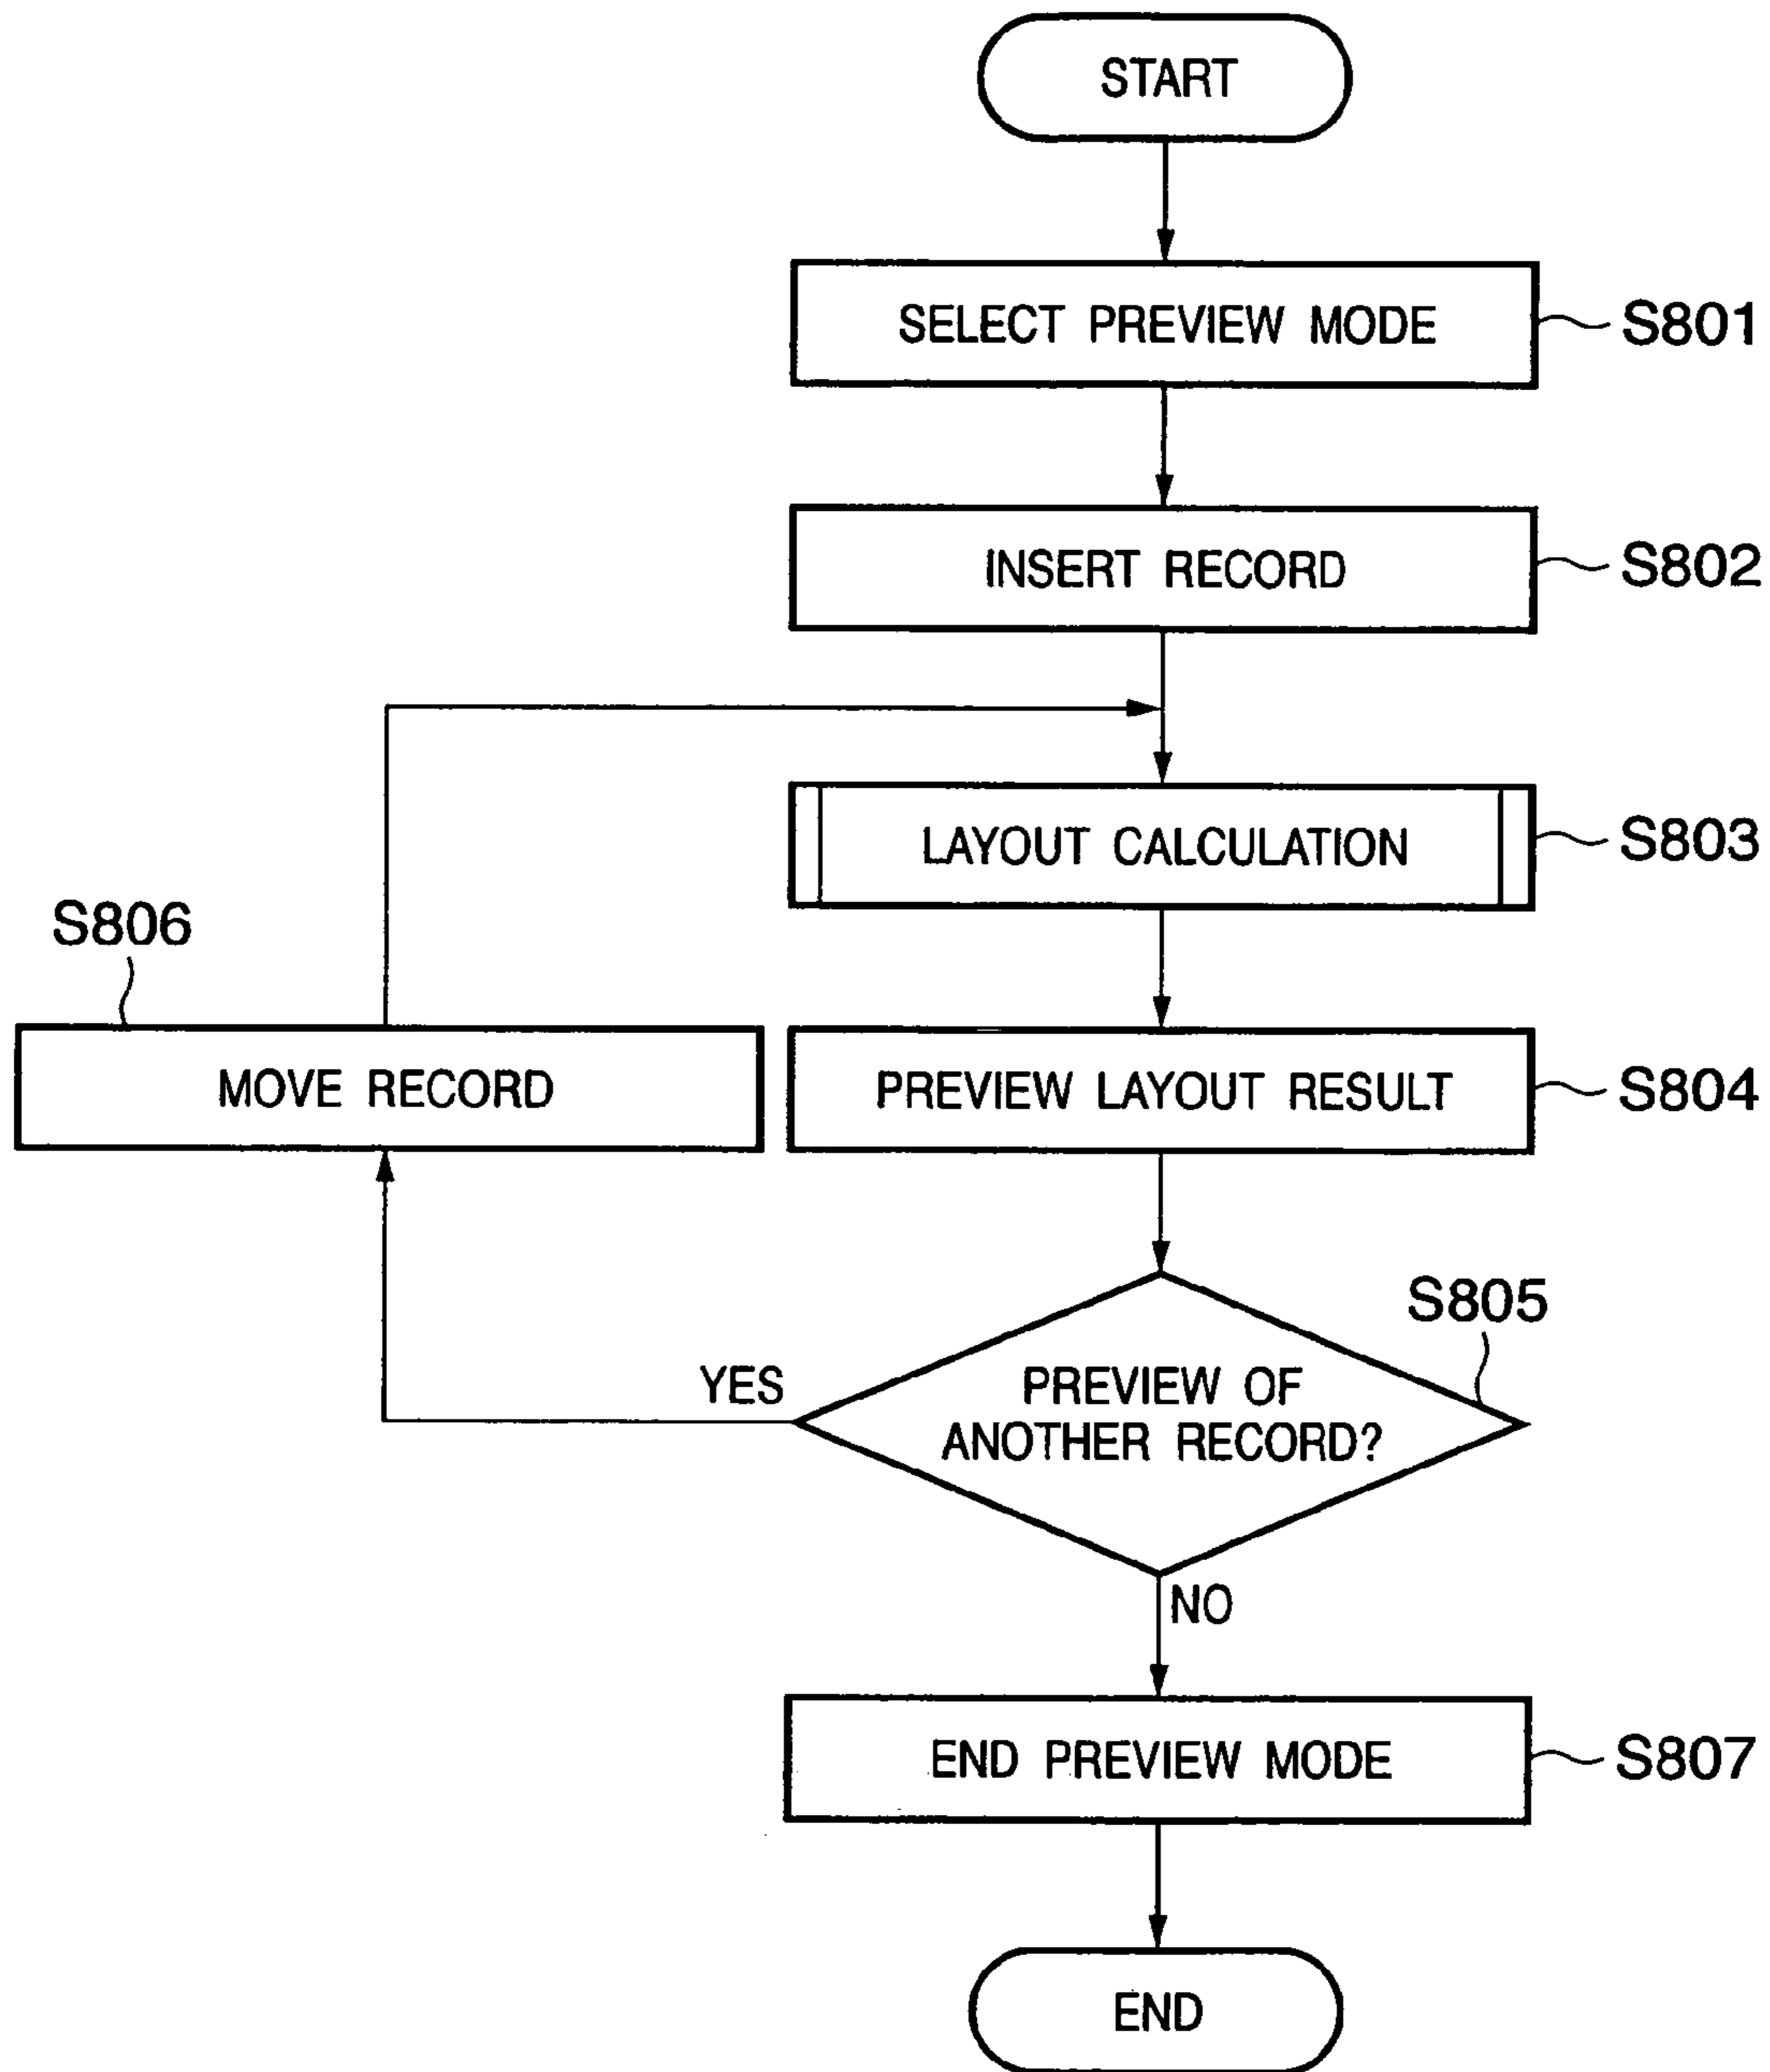 START
SELECT PREVIEW MODE
S801
INSERT RECORD
S802
LAYOUT CALCULATION
S803
S806
MOVE RECORD
PREVIEW LAYOUT RESULT
S804
S805
YES
PREVIEW OF
ANOTHER RECORD?
NO
END PREVIEW MODE
S807
END